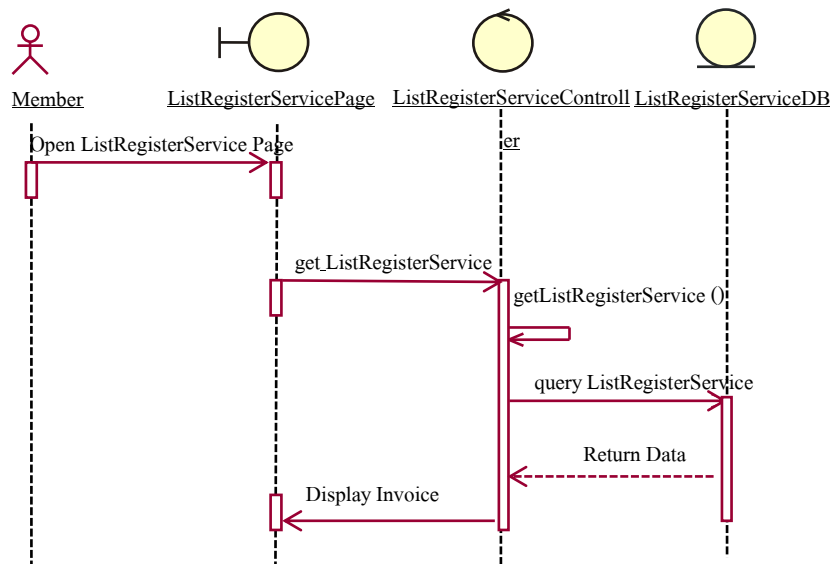 Member
ListRegisterServicePage
ListRegisterServiceControll
er
ListRegisterServiceDB
Open ListRegisterService Page
get_ListRegisterService
getListRegisterService ()
query ListRegisterService
Return Data
Display Invoice